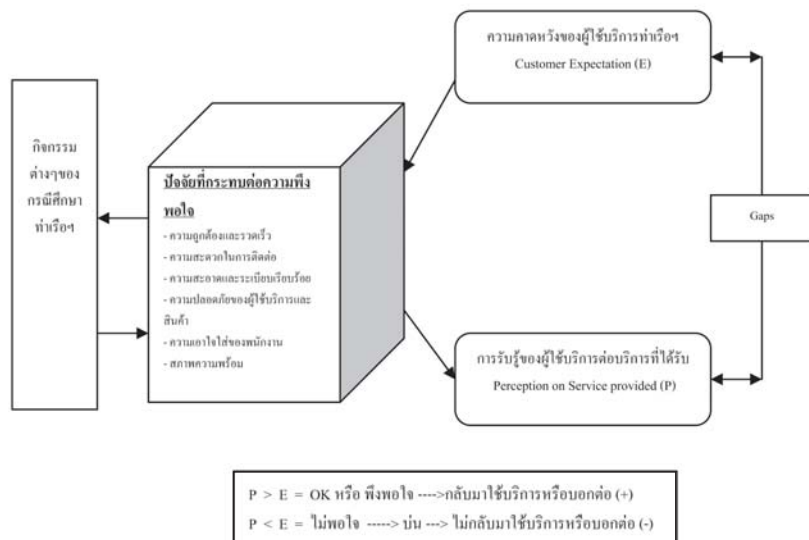 ความคาดหวังของผู้ใช้บริการท่าเรือฯ
Customer Expectation (E)
กิจกรรม
ต่างๆของ
กรณีศึกษา
ท่าเรือฯ
ปัจจัยที่กระทบต่อความพึง
พอใจ
- ความถูกต้องและรวดเร็ว
- ความสะดวกในการติดต่อ
- ความสะอาดและระเบียบเรียบร้อย
- ความปลอดภัยของผู้ใช้บริการและ
สินค้า
- ความเอาใจใส่ของพนักงาน
- สภาพความพร้อม
Gaps
การรับรู้ของผู้ใช้บริการต่อบริการที่ได้รับ
Perception on Service provided (P)
P > E = OK หรือ พึงพอใจ ---->กลับมาใช้บริการหรือบอกต่อ (+)
P < E = ไม่พอใจ -----> บ่น ---> ไม่กลับมาใช้บริการหรือบอกต่อ (-)